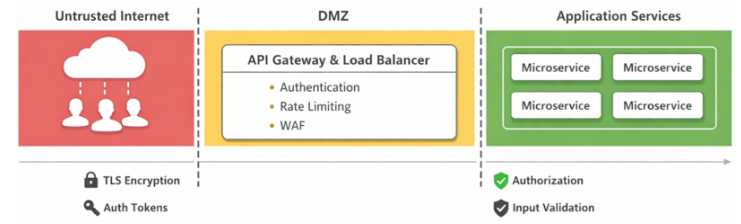 Untrusted Internet
DMZ
Application Services
API Gateway & Load Balancer
Authentication
Rate Limiting
WAF
Microservice
Microservice
Microservice
Microservice
TLS Encryption
Auth Tokens
Authorization
Input Validation